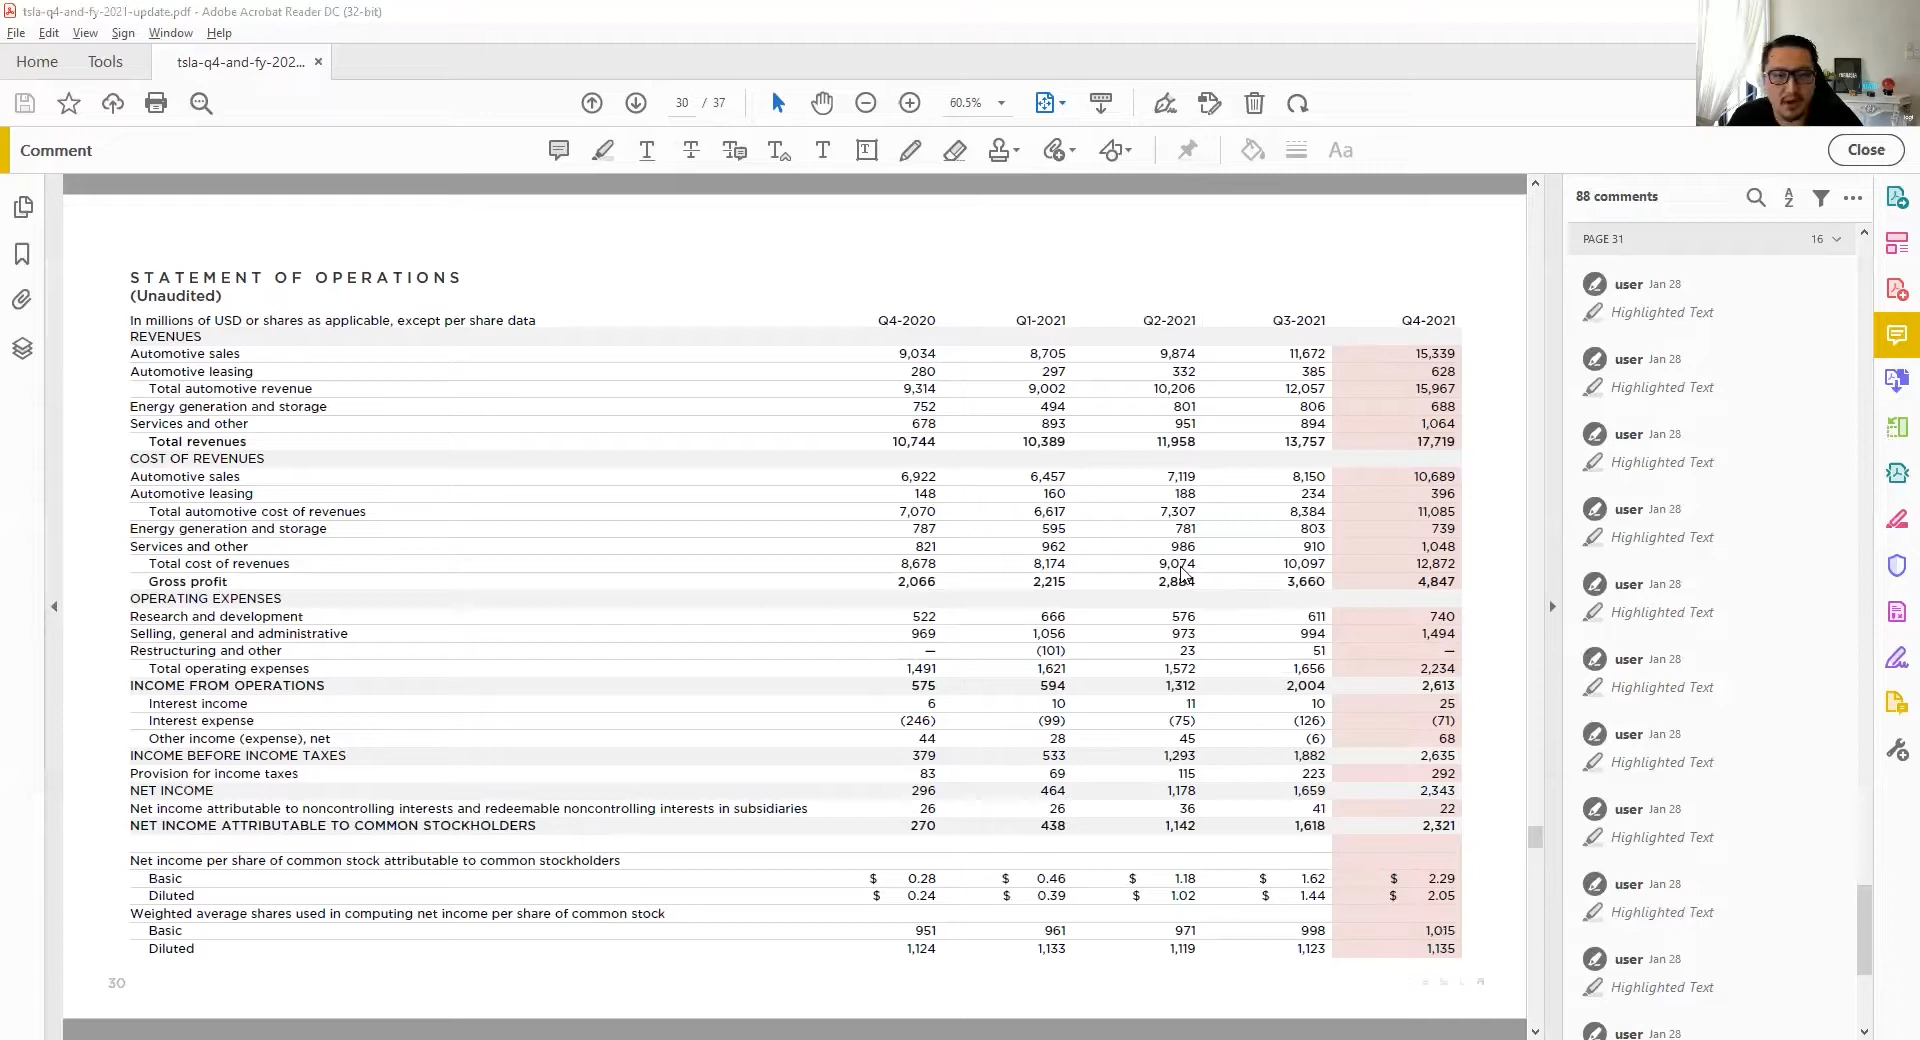 tsla-q4-and-fy-2021-update.pdf - Adobe Acrobat Reader DC (32-bit)
File Edit View Sign Window Help
Home Tools tsla-q4-and-fy-202... ×
30 / 37 60.5%
Comment Close
88 comments
STATEMENT OF OPERATIONS
(Unaudited)
In millions of USD or shares as applicable, except per share data Q4-2020 Q1-2021 Q2-2021 Q3-2021 Q4-2021
REVENUES
Automotive sales 9,034 8,705 9,874 11,672 15,339
Automotive leasing 280 297 332 385 628
Total automotive revenue 9,314 9,002 10,206 12,057 15,967
Energy generation and storage 752 494 801 806 688
Services and other 678 893 951 894 1,064
Total revenues 10,744 10,389 11,958 13,757 17,719
COST OF REVENUES
Automotive sales 6,922 6,457 7,119 8,150 10,689
Automotive leasing 148 160 188 234 396
Total automotive cost of revenues 7,070 6,617 7,307 8,384 11,085
Energy generation and storage 787 595 781 803 739
Services and other 821 962 986 910 1,048
Total cost of revenues 8,678 8,174 9,074 10,097 12,872
Gross profit 2,066 2,215 2,884 3,660 4,847
OPERATING EXPENSES
Research and development 522 666 576 611 740
Selling, general and administrative 969 1,056 973 994 1,494
Restructuring and other — (101) 23 51 —
Total operating expenses 1,491 1,621 1,572 1,656 2,234
INCOME FROM OPERATIONS 575 594 1,312 2,004 2,613
Interest income 6 10 11 10 25
Interest expense (246) (99) (75) (126) (71)
Other income (expense), net 44 28 45 (6) 68
INCOME BEFORE INCOME TAXES 379 533 1,293 1,882 2,635
Provision for income taxes 83 69 115 223 292
NET INCOME 296 464 1,178 1,659 2,343
Net income attributable to noncontrolling interests and redeemable noncontrolling interests in subsidiaries 26 26 36 41 22
NET INCOME ATTRIBUTABLE TO COMMON STOCKHOLDERS 270 438 1,142 1,618 2,321
Net income per share of common stock attributable to common stockholders
Basic $ 0.28 $ 0.46 $ 1.18 $ 1.62 $ 2.29
Diluted $ 0.24 $ 0.39 $ 1.02 $ 1.44 $ 2.05
Weighted average shares used in computing net income per share of common stock
Basic 951 961 971 998 1,015
Diluted 1,124 1,133 1,119 1,123 1,135
30
PAGE 31 16
user Jan 28
Highlighted Text
user Jan 28
Highlighted Text
user Jan 28
Highlighted Text
user Jan 28
Highlighted Text
user Jan 28
Highlighted Text
user Jan 28
Highlighted Text
user Jan 28
Highlighted Text
user Jan 28
Highlighted Text
user Jan 28
Highlighted Text
user Jan 28
Highlighted Text
user Jan 28